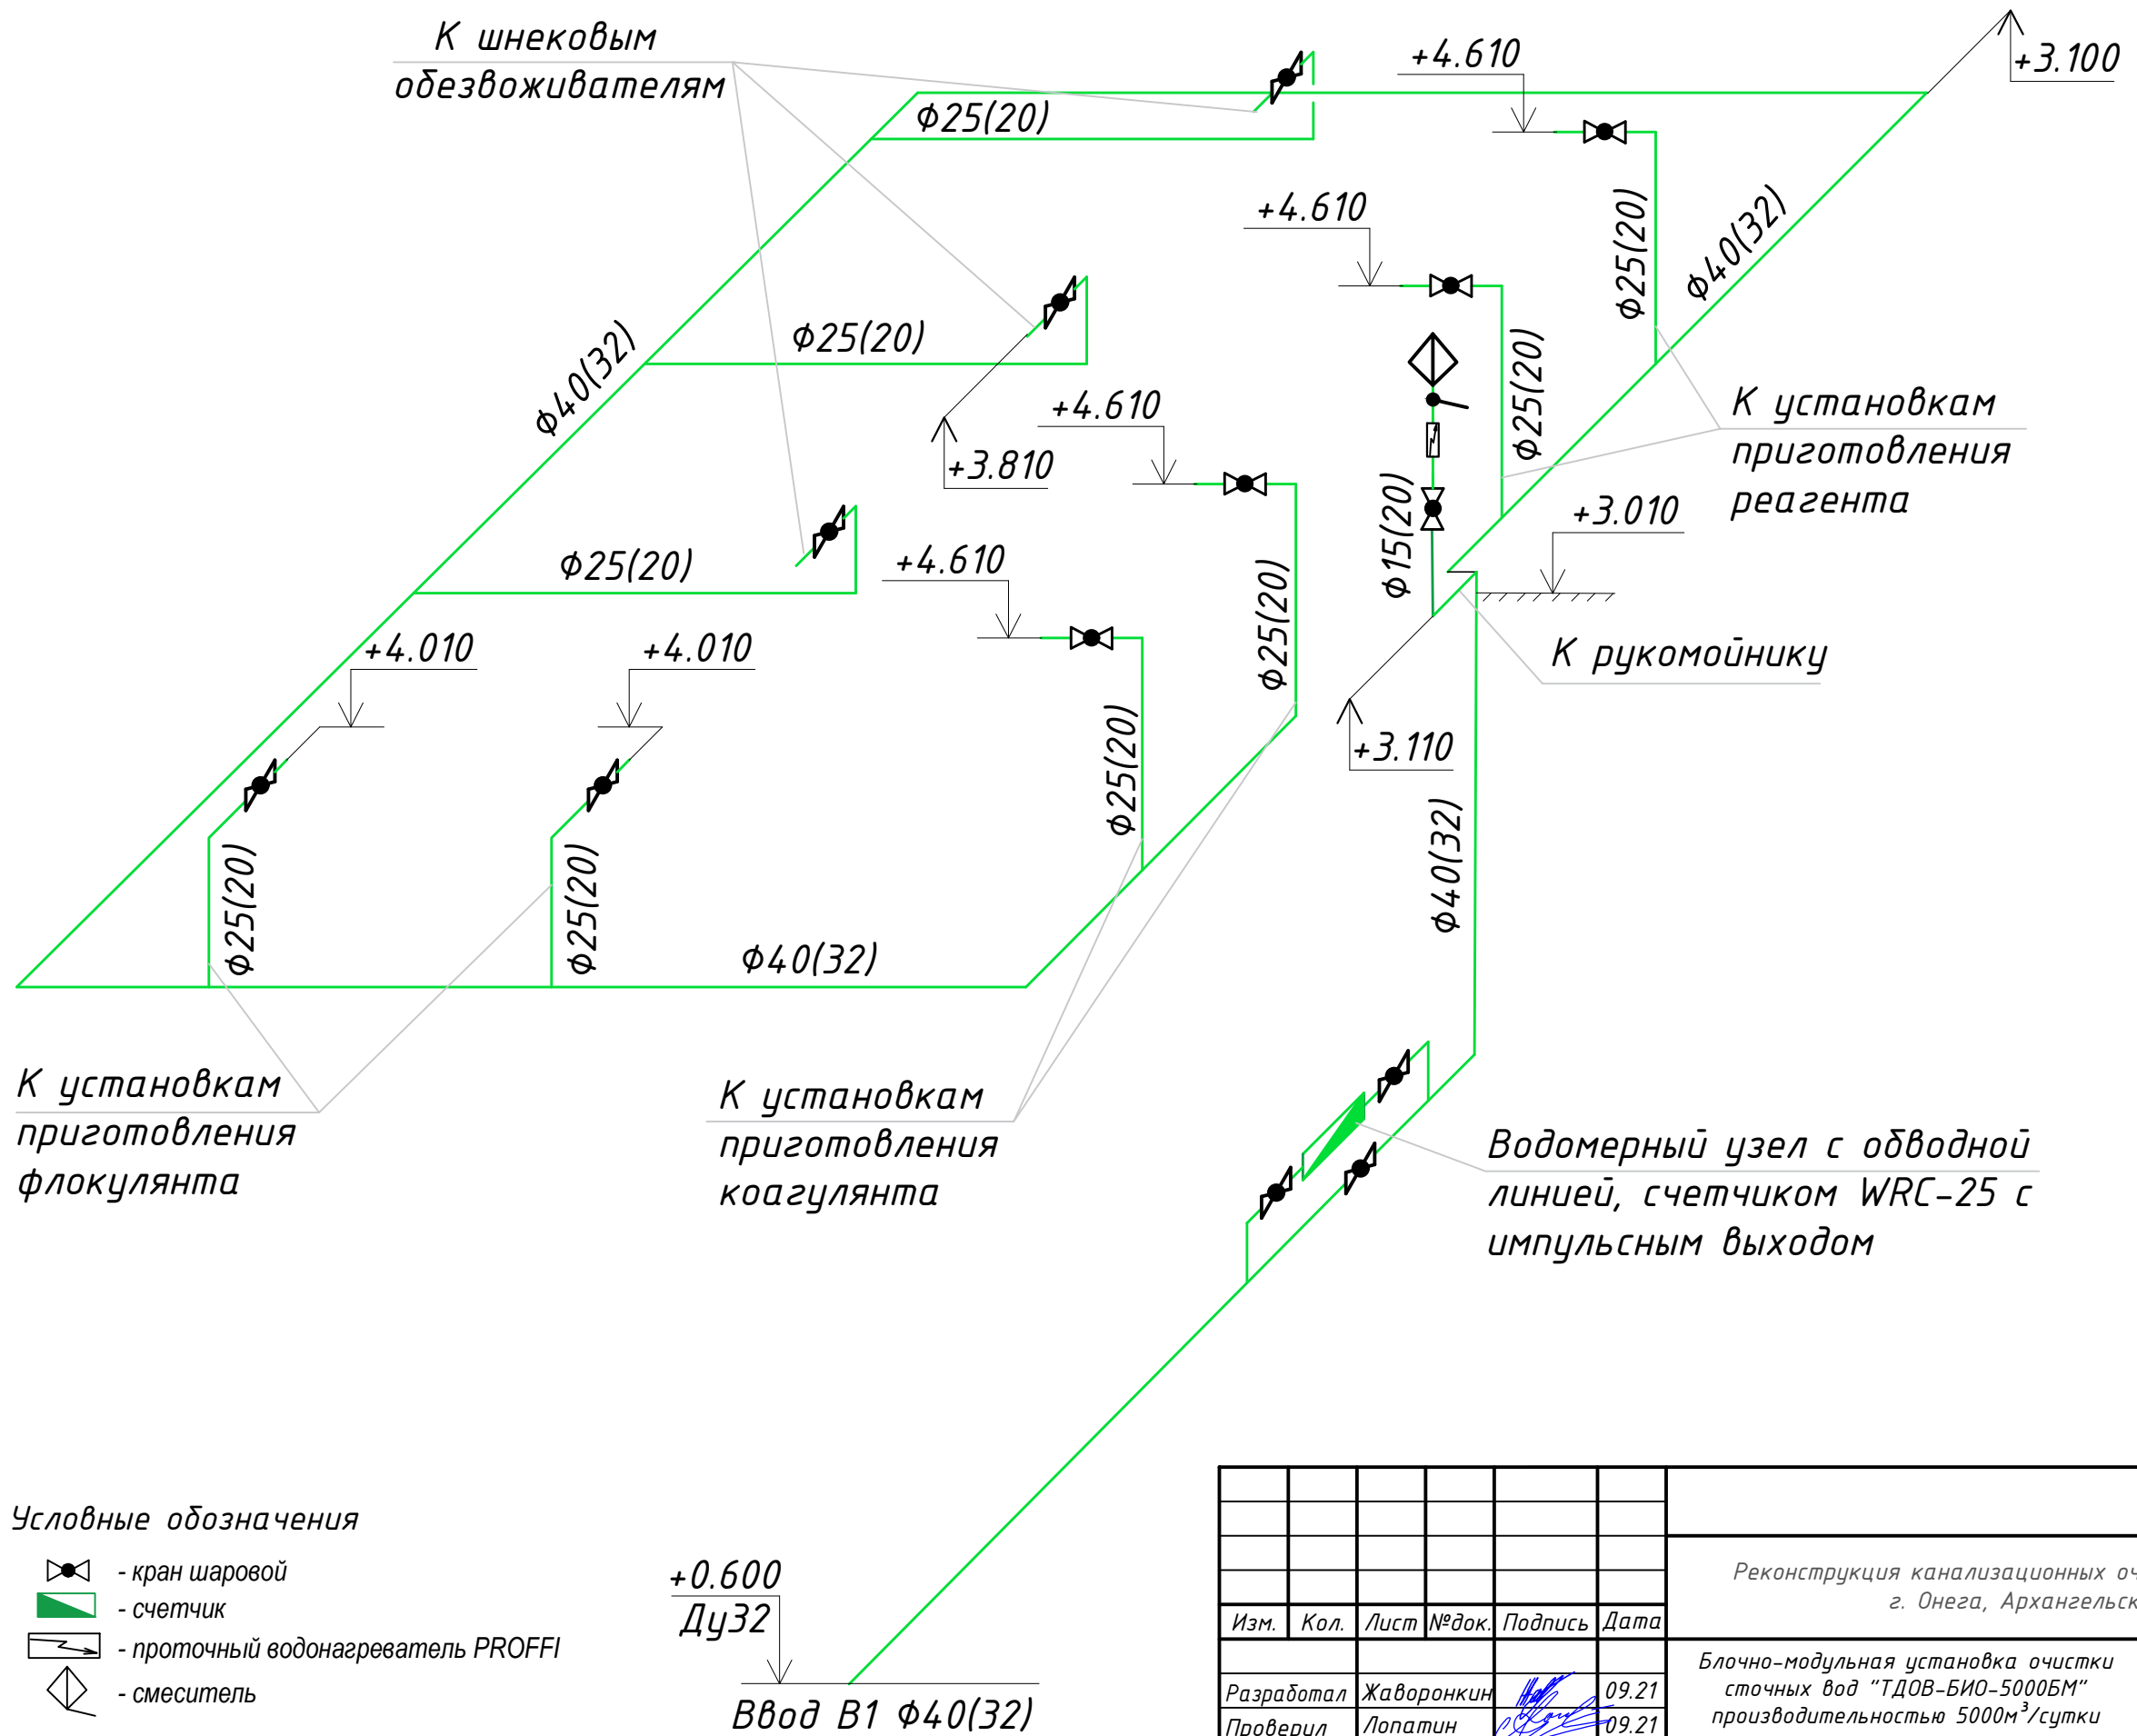 К шнековым
обезвоживателям
+4.610
+3.100
Ф25(20)
+4.610
Ф25(20)
Ф40(32)
Ф40(32)
Ф25(20)
+4.610
Ф25(20)
К установкам
приготовления
реагента
+3.810
Ф15(20)
+3.010
Ф25(20)
+4.610
Ф25(20)
К рукомойнику
+4.010
+4.010
+3.110
Ф25(20)
Ф40(32)
Ф25(20)
Ф25(20)
Ф40(32)
К установкам
приготовления
флокулянта
К установкам
приготовления
коагулянта
Водомерный узел с обводной
линией, счетчиком WRC-25 с
импульсным выходом
Условные обозначения
- кран шаровой
- счетчик
- проточный водонагреватель PROFFI
- смеситель
+0.600
Ду32
Ввод В1 Ф40(32)
Реконструкция канализационных оч
г. Онега, Архангельск
Изм. Кол. Лист №док. Подпись Дата
Блочно-модульная установка очистки
сточных вод "ТДОВ-БИО-5000БМ"
производительностью 5000м³/сутки
Разработал Жаворонкин 09.21
Проверил Лопатин 09.21